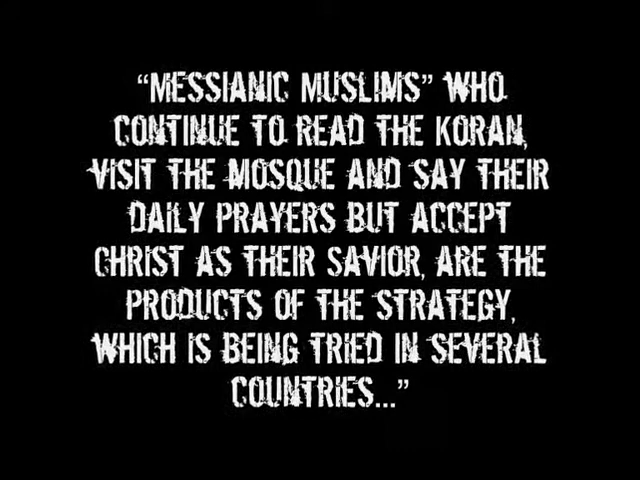 “MESSIANIC MUSLIMS” WHO
CONTINUE TO READ THE KORAN,
VISIT THE MOSQUE AND SAY THEIR
DAILY PRAYERS BUT ACCEPT
CHRIST AS THEIR SAVIOR, ARE THE
PRODUCTS OF THE STRATEGY,
WHICH IS BEING TRIED IN SEVERAL
COUNTRIES...”